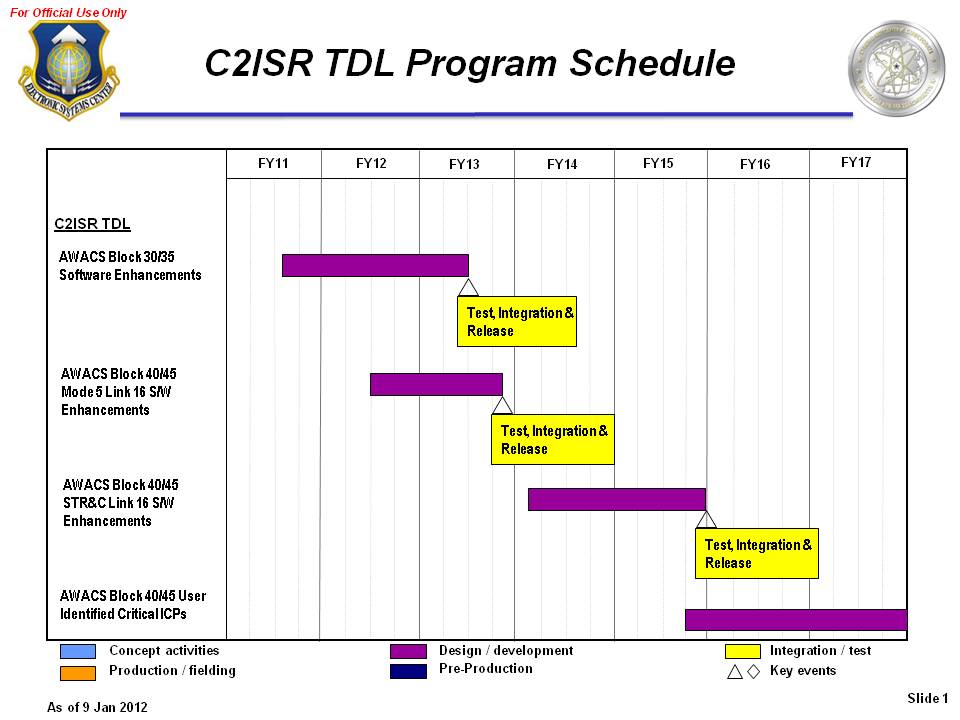 For Official Use Only
ELECTRONIC SYSTEMS CENTER
C2ISR TDL Program Schedule
FY11 FY12 FY13 FY14 FY15 FY16 FY17
C2ISR TDL
AWACS Block 30/35
Software Enhancements
Test, Integration &
Release
AWACS Block 40/45
Mode 5 Link 16 S/W
Enhancements
Test, Integration &
Release
AWACS Block 40/45
STR&C Link 16 S/W
Enhancements
Test, Integration &
Release
AWACS Block 40/45 User
Identified Critical ICPs
Concept activities
Design / development
Integration / test
Production / fielding
Pre-Production
Key events
As of 9 Jan 2012
Slide 1